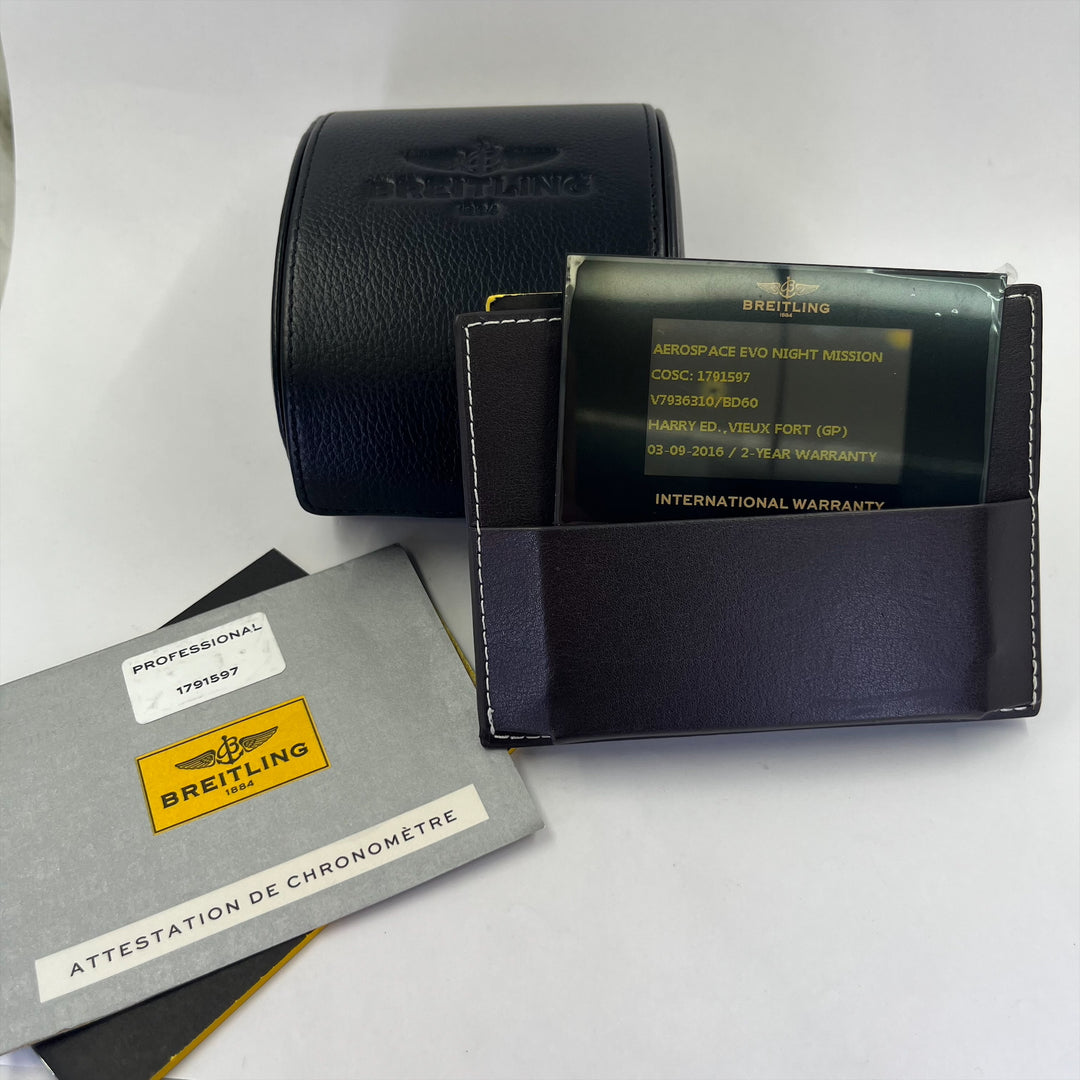 BREITLING
1884
BREITLING
1884
AEROSPACE EVO NIGHT MISSION
COSC: 1791597
V7936310/BD60
HARRY ED.,VIEUX FORT (GP)
03-09-2016 / 2-YEAR WARRANTY
INTERNATIONAL WARRANTY
PROFESSIONAL
1791597
BREITLING
1884
ATTESTATION DE CHRONOMÈTRE